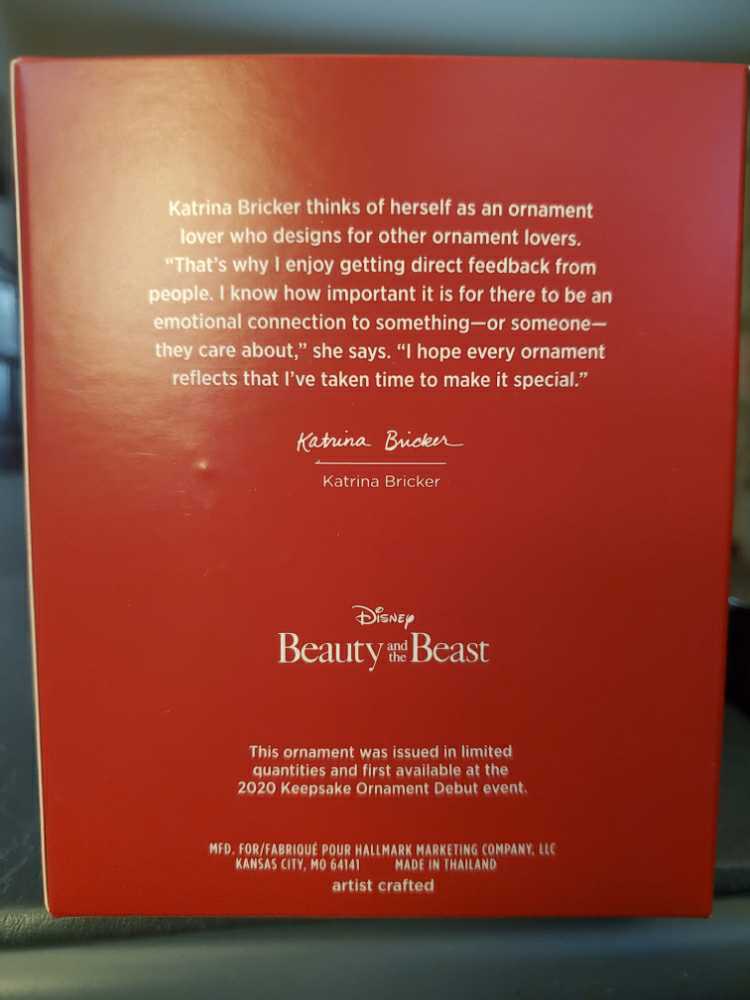 Katrina Bricker thinks of herself as an ornament
lover who designs for other ornament lovers.
"That's why I enjoy getting direct feedback from
people. I know how important it is for there to be an
emotional connection to something—or someone—
they care about," she says. "I hope every ornament
reflects that I've taken time to make it special."
Katrina Bricker
Katrina Bricker
Disney
Beauty and the Beast
This ornament was issued in limited
quantities and first available at the
2020 Keepsake Ornament Debut event.
MFD. FOR/FABRIQUÉ POUR HALLMARK MARKETING COMPANY, LLC
KANSAS CITY, MO 64141 MADE IN THAILAND
artist crafted